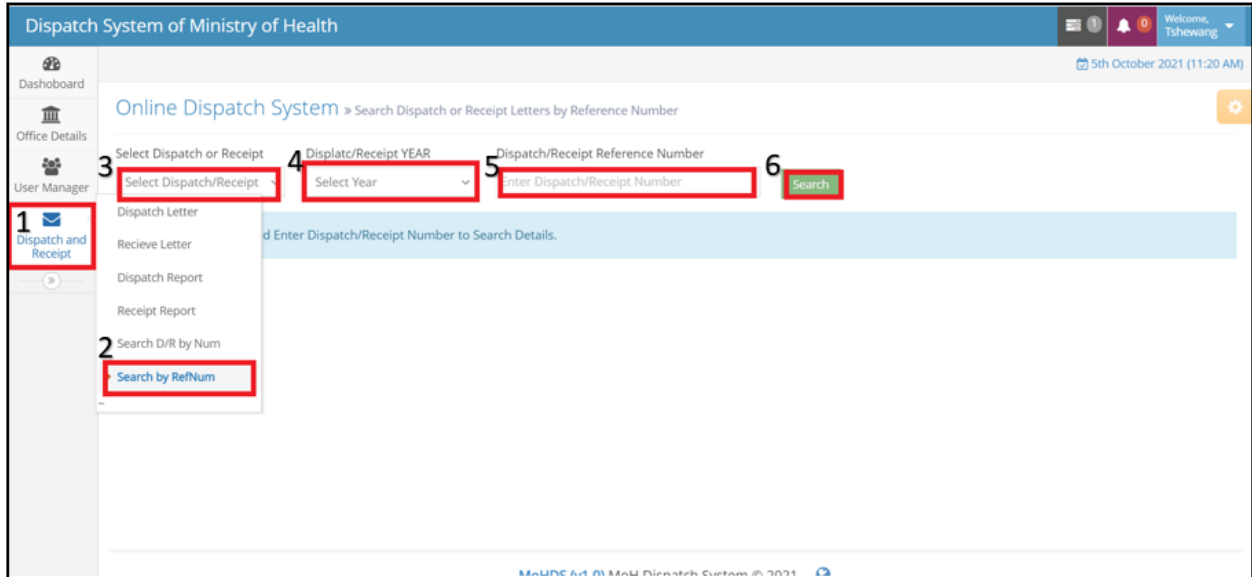 Dispatch System of Ministry of Health
1
0
Welcome,
Tshewang
Dashoboard
5th October 2021 (11:20 AM)
Office Details
Online Dispatch System » Search Dispatch or Receipt Letters by Reference Number
User Manager
3 Select Dispatch or Receipt
4 Displatc/Receipt YEAR
5 Dispatch/Receipt Reference Number
6
Select Dispatch/Receipt
Select Year
Enter Dispatch/Receipt Number
Search
1
Dispatch and
Receipt
Dispatch Letter
d Enter Dispatch/Receipt Number to Search Details.
Recieve Letter
Dispatch Report
Receipt Report
2 Search D/R by Num
Search by RefNum
MoHDS (v1.0) MoH Dispatch System © 2021